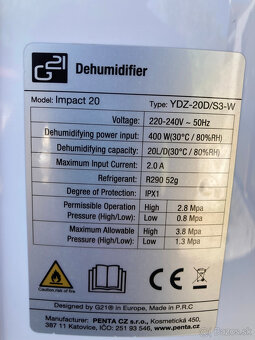 G21 Dehumidifier
Model: Impact 20 Type: YDZ-20D/S3-W
Voltage: 220-240V ~ 50Hz
Dehumidifying power input: 400 W(30°C / 80%RH)
Dehumidifying capacity: 20L/D(30°C / 80%RH)
Maximum Input Current: 2.0 A
Refrigerant: R290 52g
Degree of Protection: IPX1
Permissible Operation High 2.8 Mpa
Pressure (High/Low): Low 0.8 Mpa
Maximum Allowable High 3.8 Mpa
Pressure (High/Low): Low 1.3 Mpa
CE
Caution, risk of fire
Designed by G21® in Europe, Made in P.R.C
Manufacturer: PENTA CZ s.r.o., Kosmetická 450,
387 11 Katovice, IČO: 251 93 546, www.penta.cz
bazos.sk